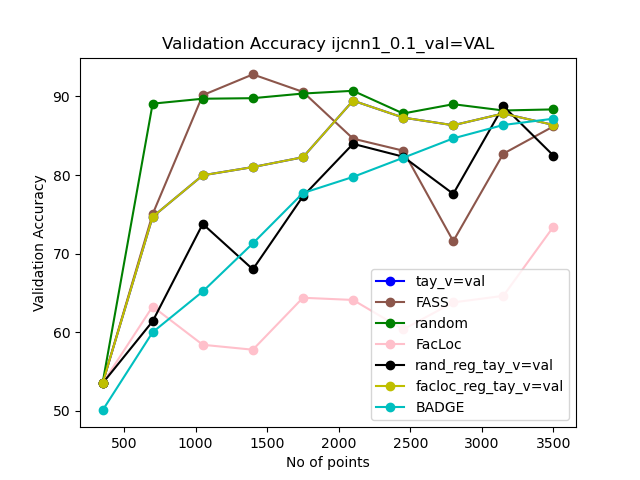 Validation Accuracy ijcnn1_0.1_val=VAL
Validation Accuracy
90
80
70
60
50
500
1000
1500
2000
2500
3000
3500
No of points
tay_v=val
FASS
random
FacLoc
rand_reg_tay_v=val
facloc_reg_tay_v=val
BADGE